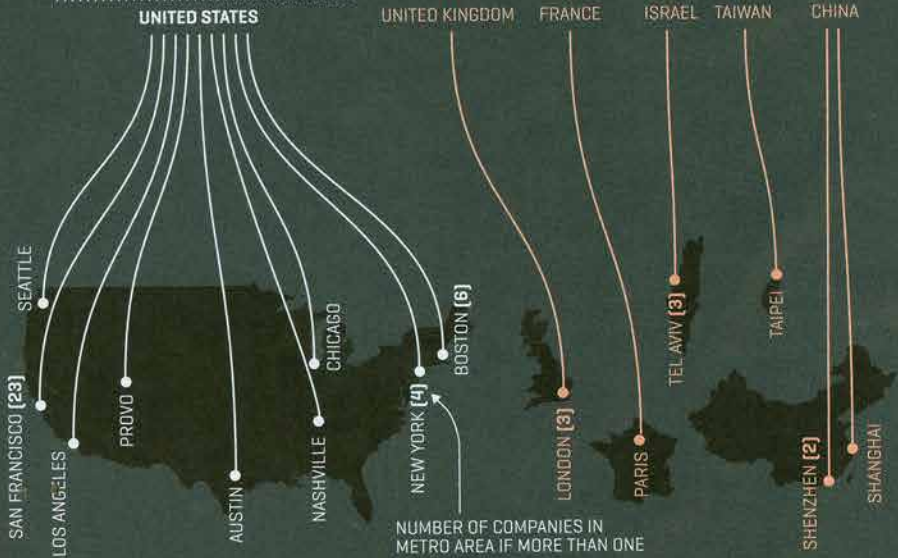 UNITED STATES
UNITED KINGDOM
FRANCE
ISRAEL
TAIWAN
CHINA
SEATTLE
SAN FRANCISCO (23)
LOS ANGELES
PROVO
AUSTIN
NASHVILLE
CHICAGO
NEW YORK (4)
BOSTON (6)
LONDON (3)
PARIS
TEL AVIV (3)
TAIPEI
SHENZHEN (2)
SHANGHAI
NUMBER OF COMPANIES IN
METRO AREA IF MORE THAN ONE